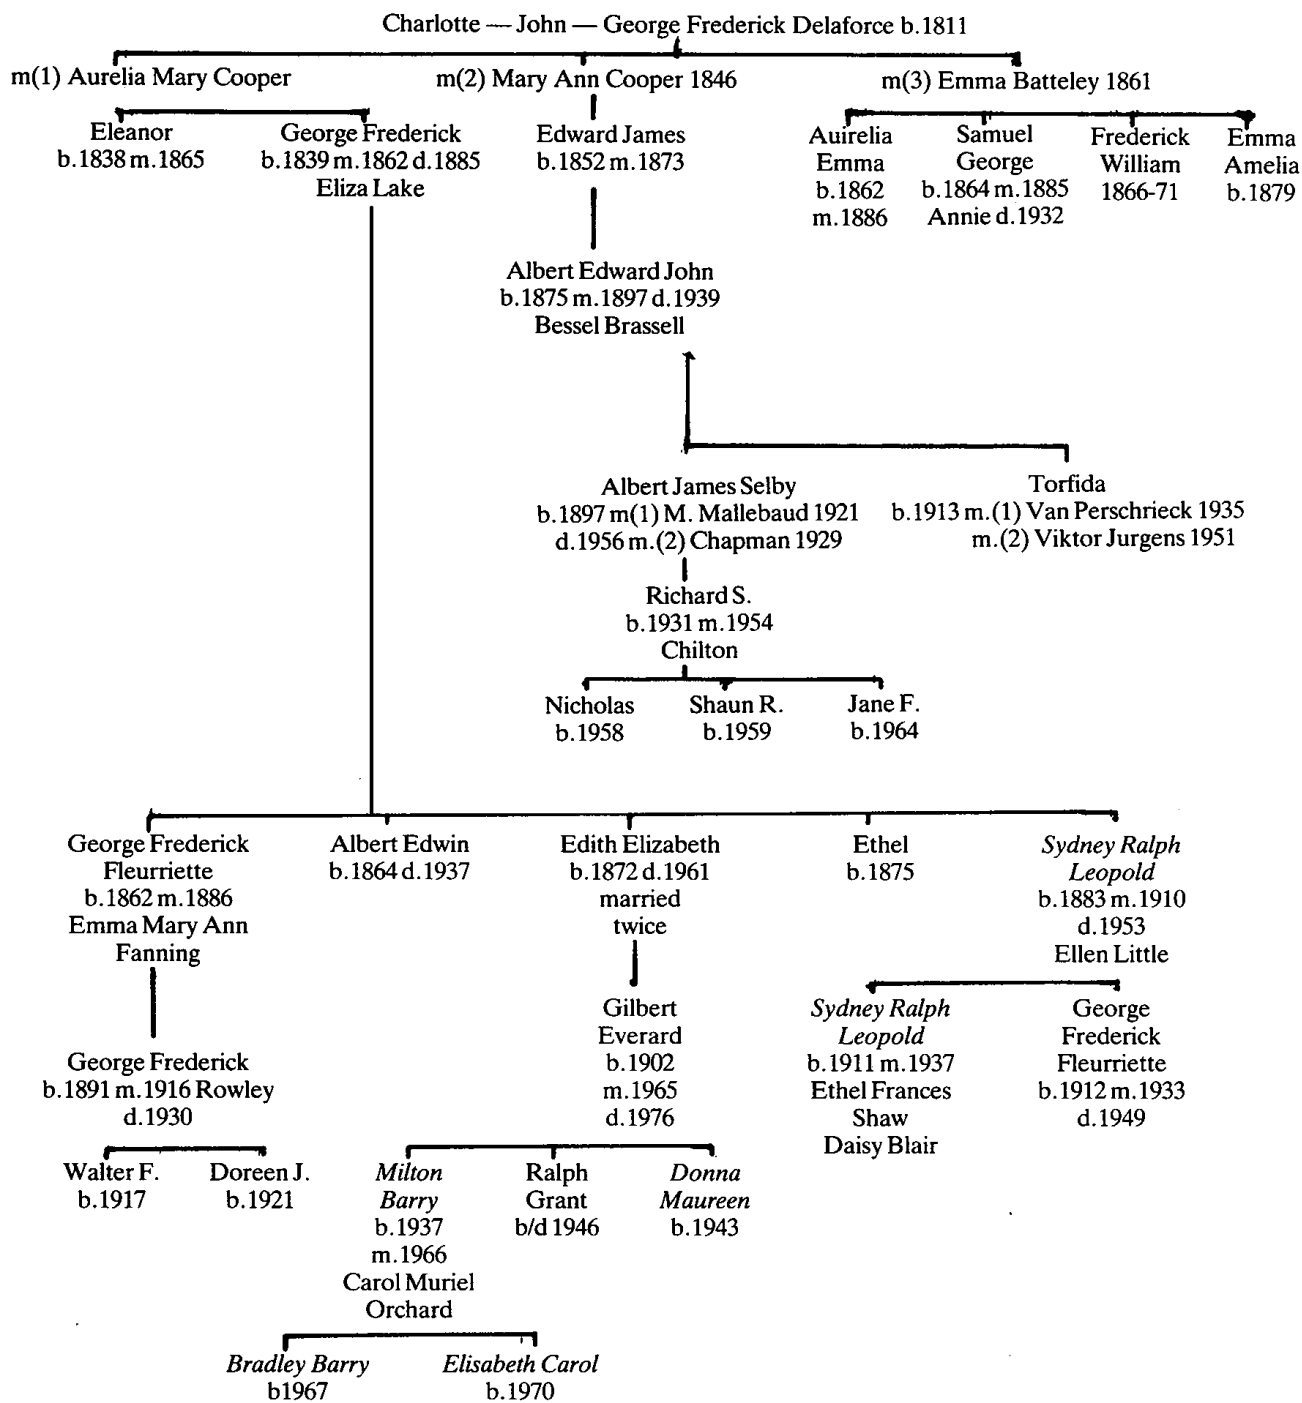 Charlotte — John — George Frederick Delaforce b.1811
m(1) Aurelia Mary Cooper
m(2) Mary Ann Cooper 1846
m(3) Emma Batteley 1861
Eleanor
b.1838 m.1865
George Frederick
b.1839 m.1862 d.1885
Eliza Lake
Edward James
b.1852 m.1873
Auirelia
Emma
b.1862
m.1886
Samuel
George
b.1864 m.1885
Annie d.1932
Frederick
William
1866-71
Emma
Amelia
b.1879
Albert Edward John
b.1875 m.1897 d.1939
Bessel Brassell
Albert James Selby
b.1897 m(1) M. Mallebaud 1921
d.1956 m.(2) Chapman 1929
Torfida
b.1913 m.(1) Van Perschrieck 1935
m.(2) Viktor Jurgens 1951
Richard S.
b.1931 m.1954
Chilton
Nicholas
b.1958
Shaun R.
b.1959
Jane F.
b.1964
George Frederick
Fleurriette
b.1862 m.1886
Emma Mary Ann
Fanning
Albert Edwin
b.1864 d.1937
Edith Elizabeth
b.1872 d.1961
married
twice
Ethel
b.1875
Sydney Ralph
Leopold
b.1883 m.1910
d.1953
Ellen Little
Gilbert
Everard
b.1902
m.1965
d.1976
Sydney Ralph
Leopold
b.1911 m.1937
Ethel Frances
Shaw
Daisy Blair
George
Frederick
Fleurriette
b.1912 m.1933
d.1949
George Frederick
b.1891 m.1916 Rowley
d.1930
Walter F.
b.1917
Doreen J.
b.1921
Milton
Barry
b.1937
m.1966
Carol Muriel
Orchard
Ralph
Grant
b/d 1946
Donna
Maureen
b.1943
Bradley Barry
b1967
Elisabeth Carol
b.1970